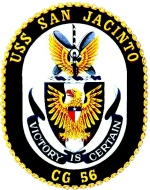 USS SAN JACINTO
VICTORY IS CERTAIN
CG 56